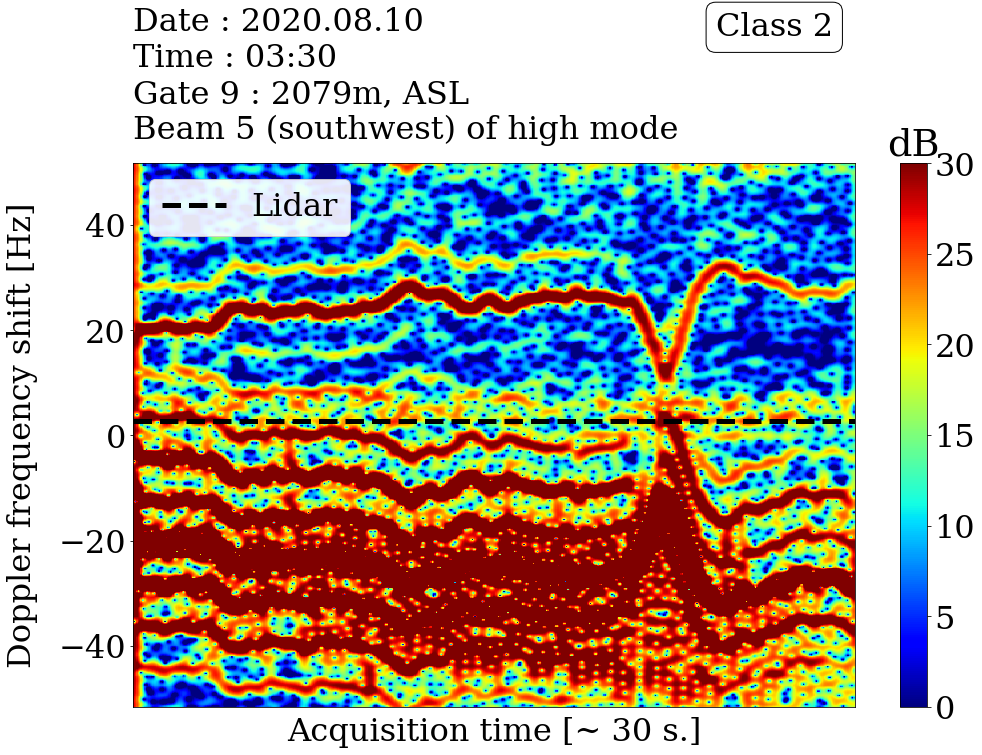 Date : 2020.08.10
Time : 03:30
Gate 9 : 2079m, ASL
Beam 5 (southwest) of high mode
Class 2
dB
Lidar
Doppler frequency shift [Hz]
40
20
0
−20
−40
30
25
20
15
10
5
0
Acquisition time [~ 30 s.]